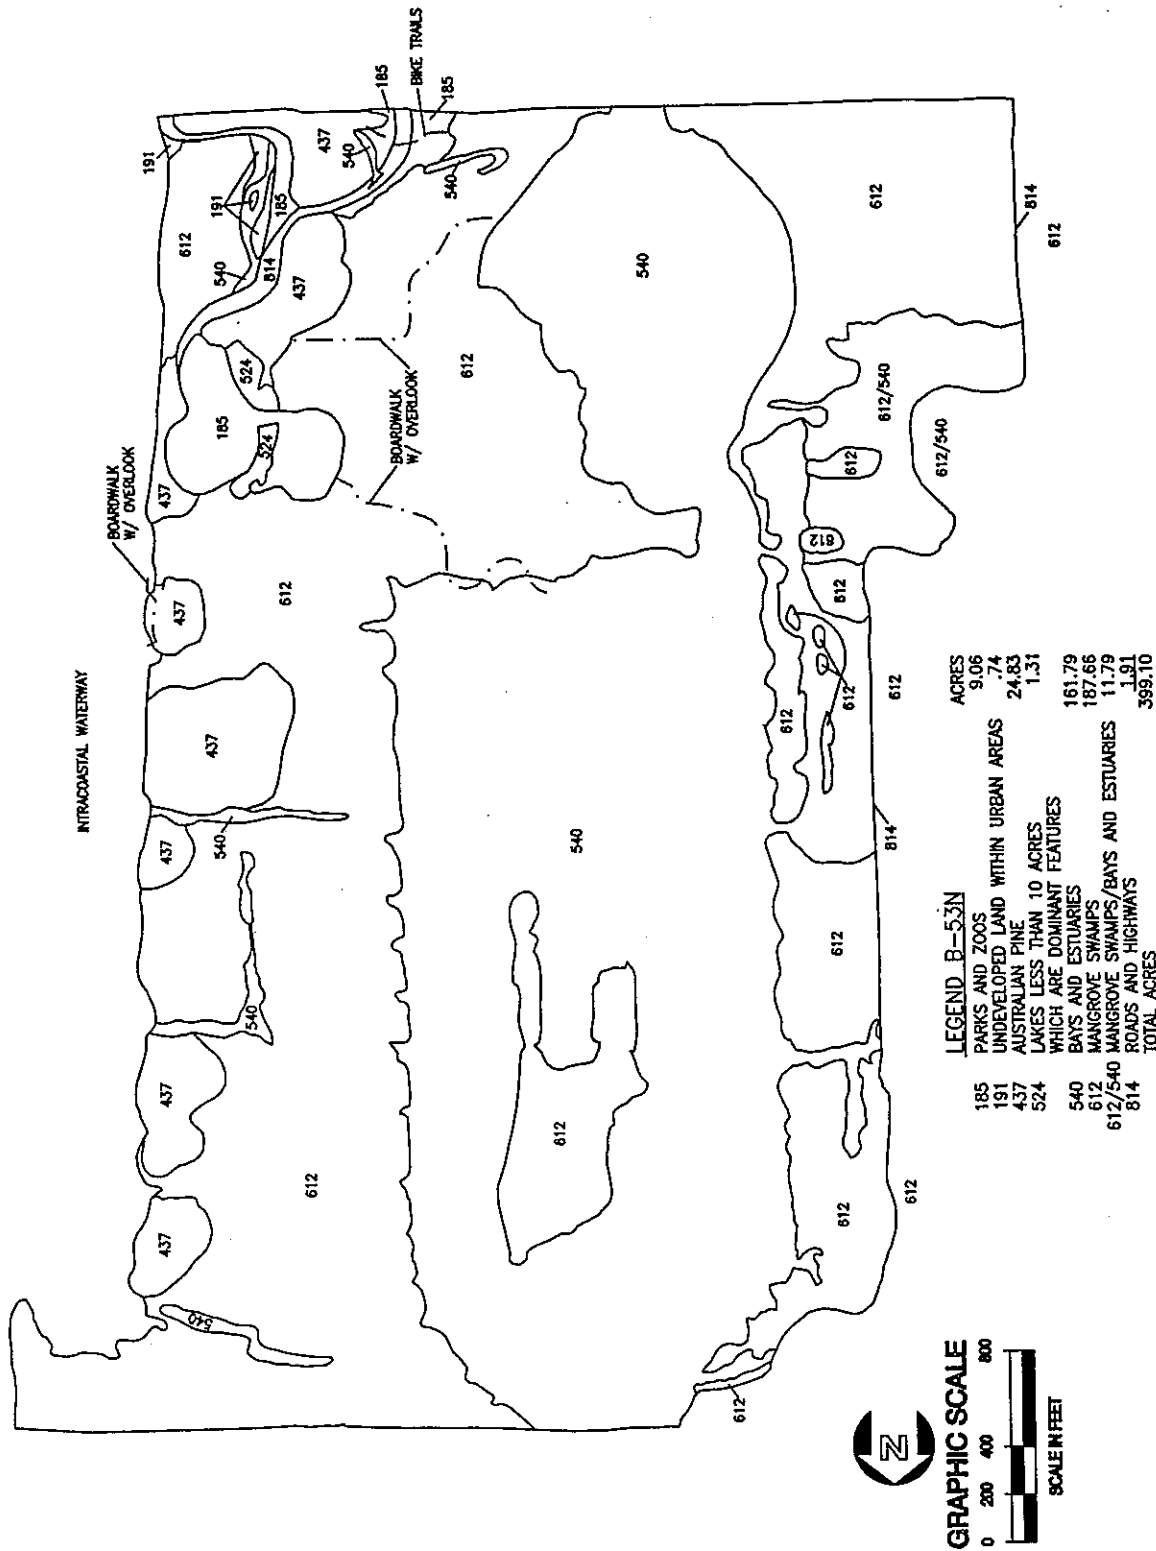 INTRACOASTAL WATERWAY
BOARDWALK
W/ OVERLOOK
BOARDWALK
W/ OVERLOOK
BIKE TRAILS
191
185
185
437
540
540
191
185
612
540
814
437
524
185
524
437
612
612
437
437
437
540
540
437
437
540
612
540
540
612
612
814
612
612/540
612/540
612
612
612
612
612
612
814
612
612
612
612
LEGEND B-53N
ACRES
185 PARKS AND ZOOS 9.06
191 UNDEVELOPED LAND WITHIN URBAN AREAS .74
437 AUSTRALIAN PINE 24.83
524 LAKES LESS THAN 10 ACRES 1.31
WHICH ARE DOMINANT FEATURES
540 BAYS AND ESTUARIES 161.79
612 MANGROVE SWAMPS 187.66
612/540 MANGROVE SWAMPS/BAYS AND ESTUARIES 11.79
814 ROADS AND HIGHWAYS 1.91
TOTAL ACRES 399.10
N
GRAPHIC SCALE
0 200 400 800
SCALE IN FEET